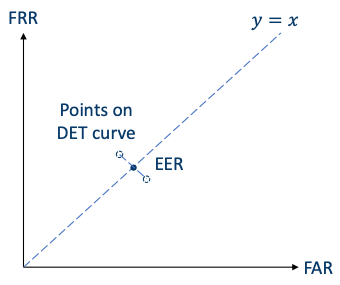 FRR
y = x
Points on
DET curve
EER
FAR